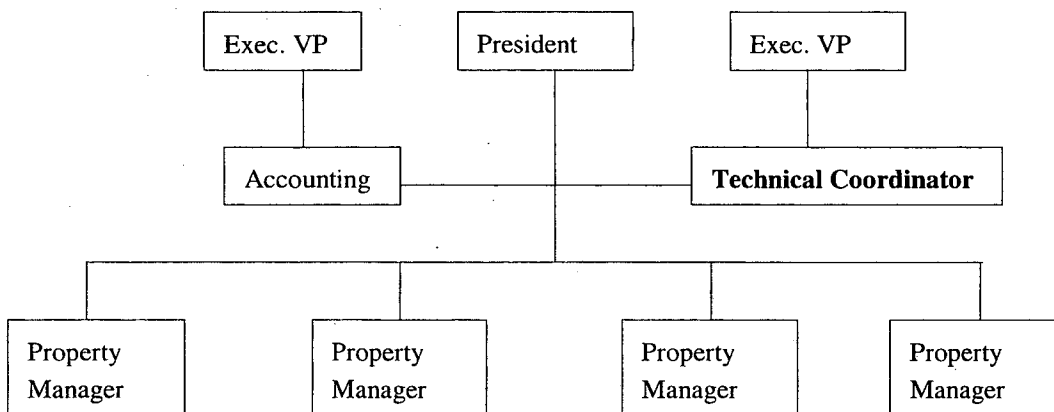 Exec. VP
President
Exec. VP
Accounting
Technical Coordinator
Property
Manager
Property
Manager
Property
Manager
Property
Manager